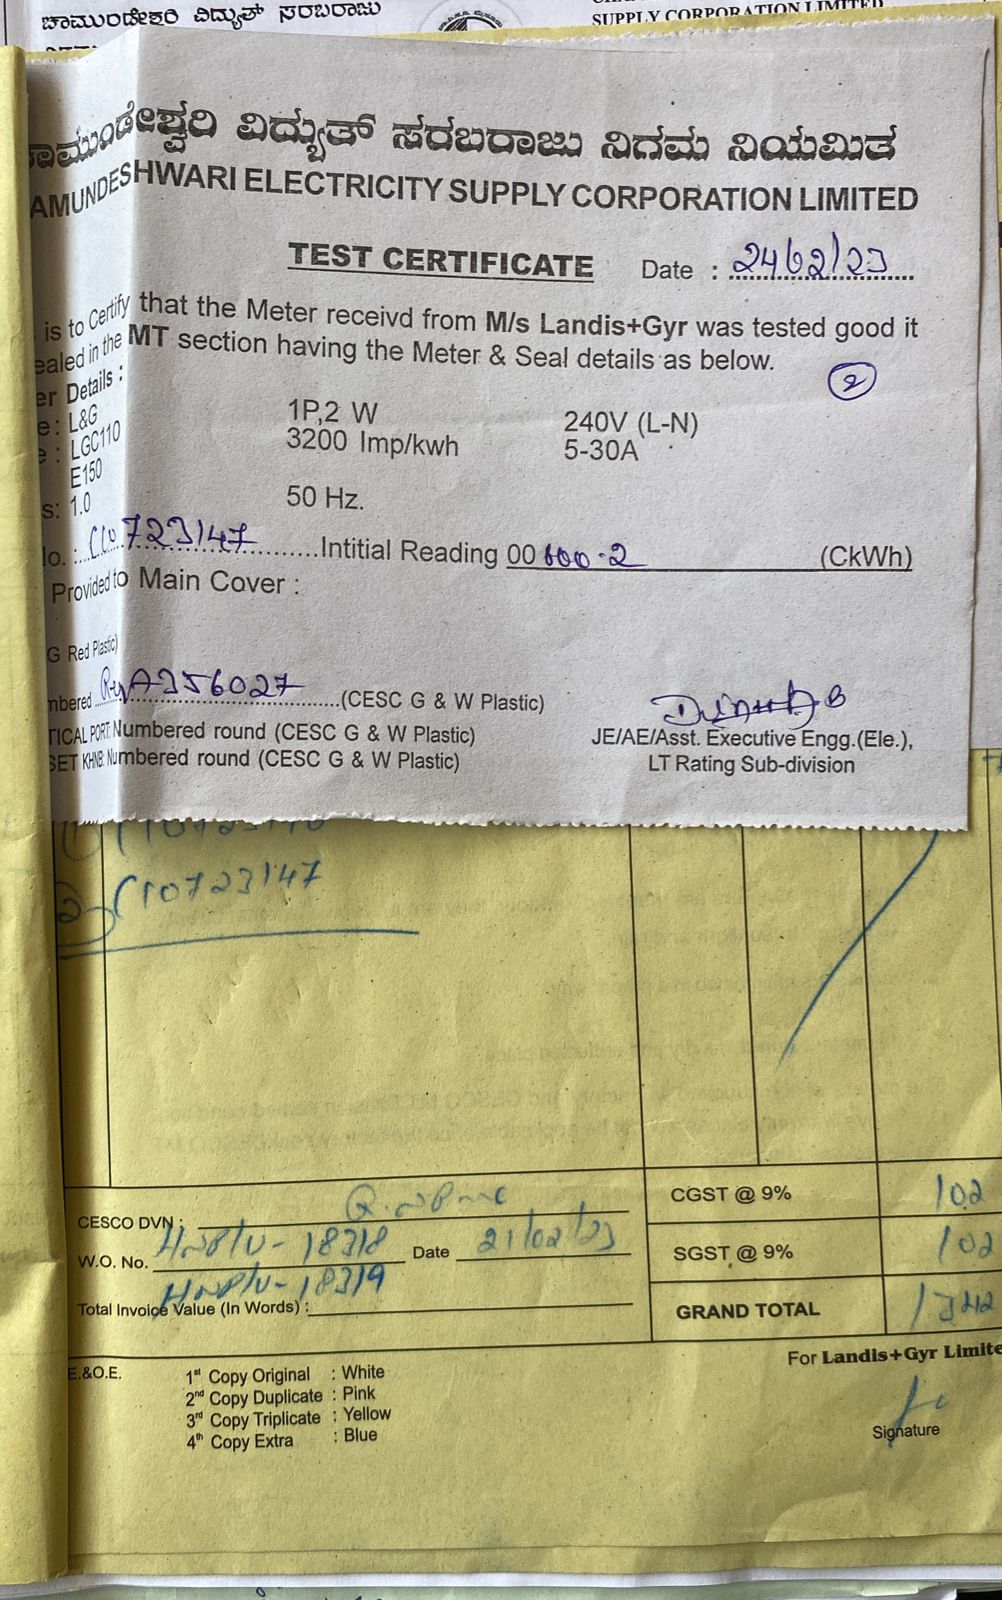 ಚಾಮುಂಡೇಶ್ವರಿ ವಿದ್ಯುತ್ ಸರಬರಾಜು
SUPPLY CORPORATION LIMITED
ಾಮುಂಡೇಶ್ವರಿ ವಿದ್ಯುತ್ ಸರಬರಾಜು ನಿಗಮ ನಿಯಮಿತ
AMUNDESHWARI ELECTRICITY SUPPLY CORPORATION LIMITED
TEST CERTIFICATE Date : 24/02/23
is to Certify that the Meter receivd from M/s Landis+Gyr was tested good it
ealed in the MT section having the Meter & Seal details as below.
er Details : 2
e : L&G 1P,2 W 240V (L-N)
e : LGC110 3200 Imp/kwh 5-30A
E150
s: 1.0 50 Hz.
lo. : C10723147 Intitial Reading 00600.2 (CkWh)
Provided to Main Cover :
G Red Plastic)
nbered A356027 (CESC G & W Plastic)
TICAL PORT: Numbered round (CESC G & W Plastic) JE/AE/Asst. Executive Engg.(Ele.),
SET KHNB: Numbered round (CESC G & W Plastic) LT Rating Sub-division
2 C10723147
CGST @ 9% 102
CESCO DVN :
W.O. No. 18318 Date 21/02/23 SGST @ 9% 102
18319
Total Invoice Value (In Words) : GRAND TOTAL 1342
E.&O.E. For Landis+Gyr Limite
1st Copy Original : White
2nd Copy Duplicate : Pink
3rd Copy Triplicate : Yellow
4th Copy Extra : Blue
Signature